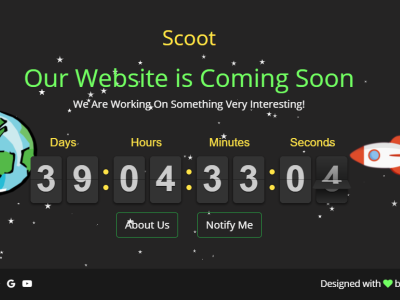 Scoot
Our Website is Coming Soon
We Are Working On Something Very Interesting!
Days Hours Minutes Seconds
39:04:33:04
About Us Notify Me
Designed with